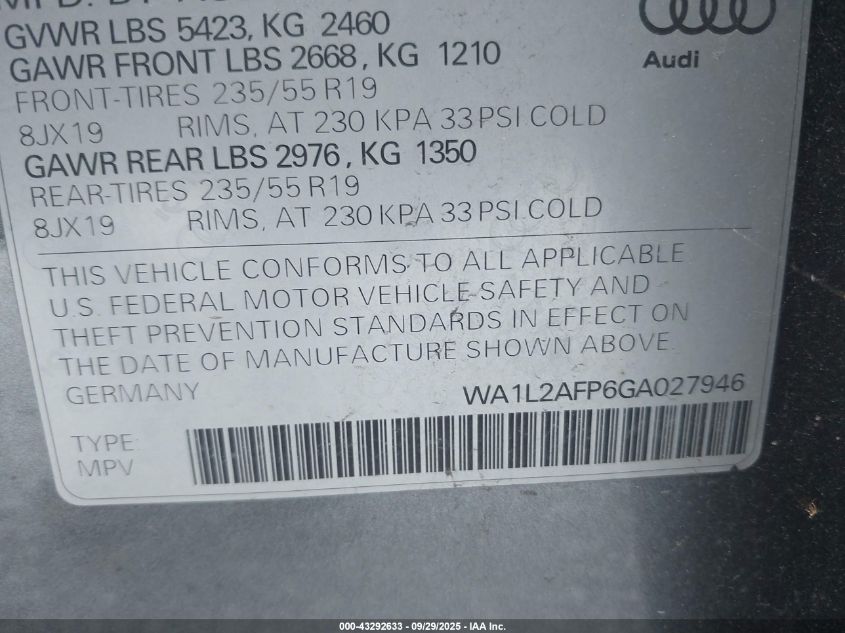 GVWR LBS 5423, KG 2460
GAWR FRONT LBS 2668, KG 1210
FRONT-TIRES 235/55 R19
8JX19 RIMS, AT 230 KPA 33 PSI COLD
GAWR REAR LBS 2976, KG 1350
REAR-TIRES 235/55 R19
8JX19 RIMS, AT 230 KPA 33 PSI COLD
Audi
THIS VEHICLE CONFORMS TO ALL APPLICABLE
U.S. FEDERAL MOTOR VEHICLE SAFETY AND
THEFT PREVENTION STANDARDS IN EFFECT ON
THE DATE OF MANUFACTURE SHOWN ABOVE.
GERMANY WA1L2AFP6GA027946
TYPE:
MPV
000-43292633 - 09/29/2025 - IAA Inc.